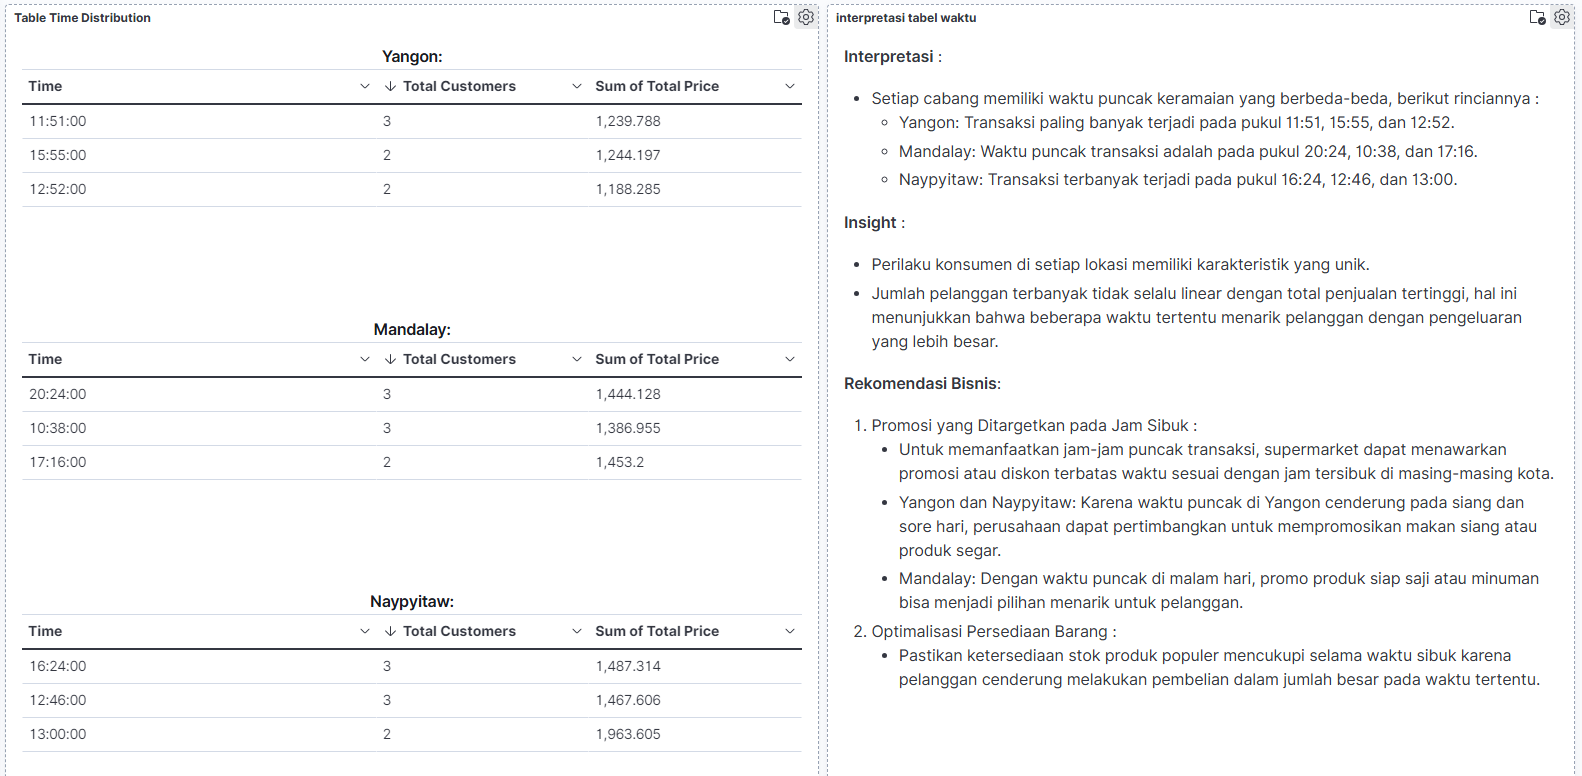 Table Time Distribution
Yangon:
Time Total Customers Sum of Total Price
11:51:00 3 1,239.788
15:55:00 2 1,244.197
12:52:00 2 1,188.285
Mandalay:
Time Total Customers Sum of Total Price
20:24:00 3 1,444.128
10:38:00 3 1,386.955
17:16:00 2 1,453.2
Naypyitaw:
Time Total Customers Sum of Total Price
16:24:00 3 1,487.314
12:46:00 3 1,467.606
13:00:00 2 1,963.605
interpretasi tabel waktu
Interpretasi :
• Setiap cabang memiliki waktu puncak keramaian yang berbeda-beda, berikut rinciannya :
◦ Yangon: Transaksi paling banyak terjadi pada pukul 11:51, 15:55, dan 12:52.
◦ Mandalay: Waktu puncak transaksi adalah pada pukul 20:24, 10:38, dan 17:16.
◦ Naypyitaw: Transaksi terbanyak terjadi pada pukul 16:24, 12:46, dan 13:00.
Insight :
• Perilaku konsumen di setiap lokasi memiliki karakteristik yang unik.
• Jumlah pelanggan terbanyak tidak selalu linear dengan total penjualan tertinggi, hal ini
menunjukkan bahwa beberapa waktu tertentu menarik pelanggan dengan pengeluaran
yang lebih besar.
Rekomendasi Bisnis:
1. Promosi yang Ditargetkan pada Jam Sibuk :
• Untuk memanfaatkan jam-jam puncak transaksi, supermarket dapat menawarkan
promosi atau diskon terbatas waktu sesuai dengan jam tersibuk di masing-masing kota.
• Yangon dan Naypyitaw: Karena waktu puncak di Yangon cenderung pada siang dan
sore hari, perusahaan dapat pertimbangkan untuk mempromosikan makan siang atau
produk segar.
• Mandalay: Dengan waktu puncak di malam hari, promo produk siap saji atau minuman
bisa menjadi pilihan menarik untuk pelanggan.
2. Optimalisasi Persediaan Barang :
• Pastikan ketersediaan stok produk populer mencukupi selama waktu sibuk karena
pelanggan cenderung melakukan pembelian dalam jumlah besar pada waktu tertentu.